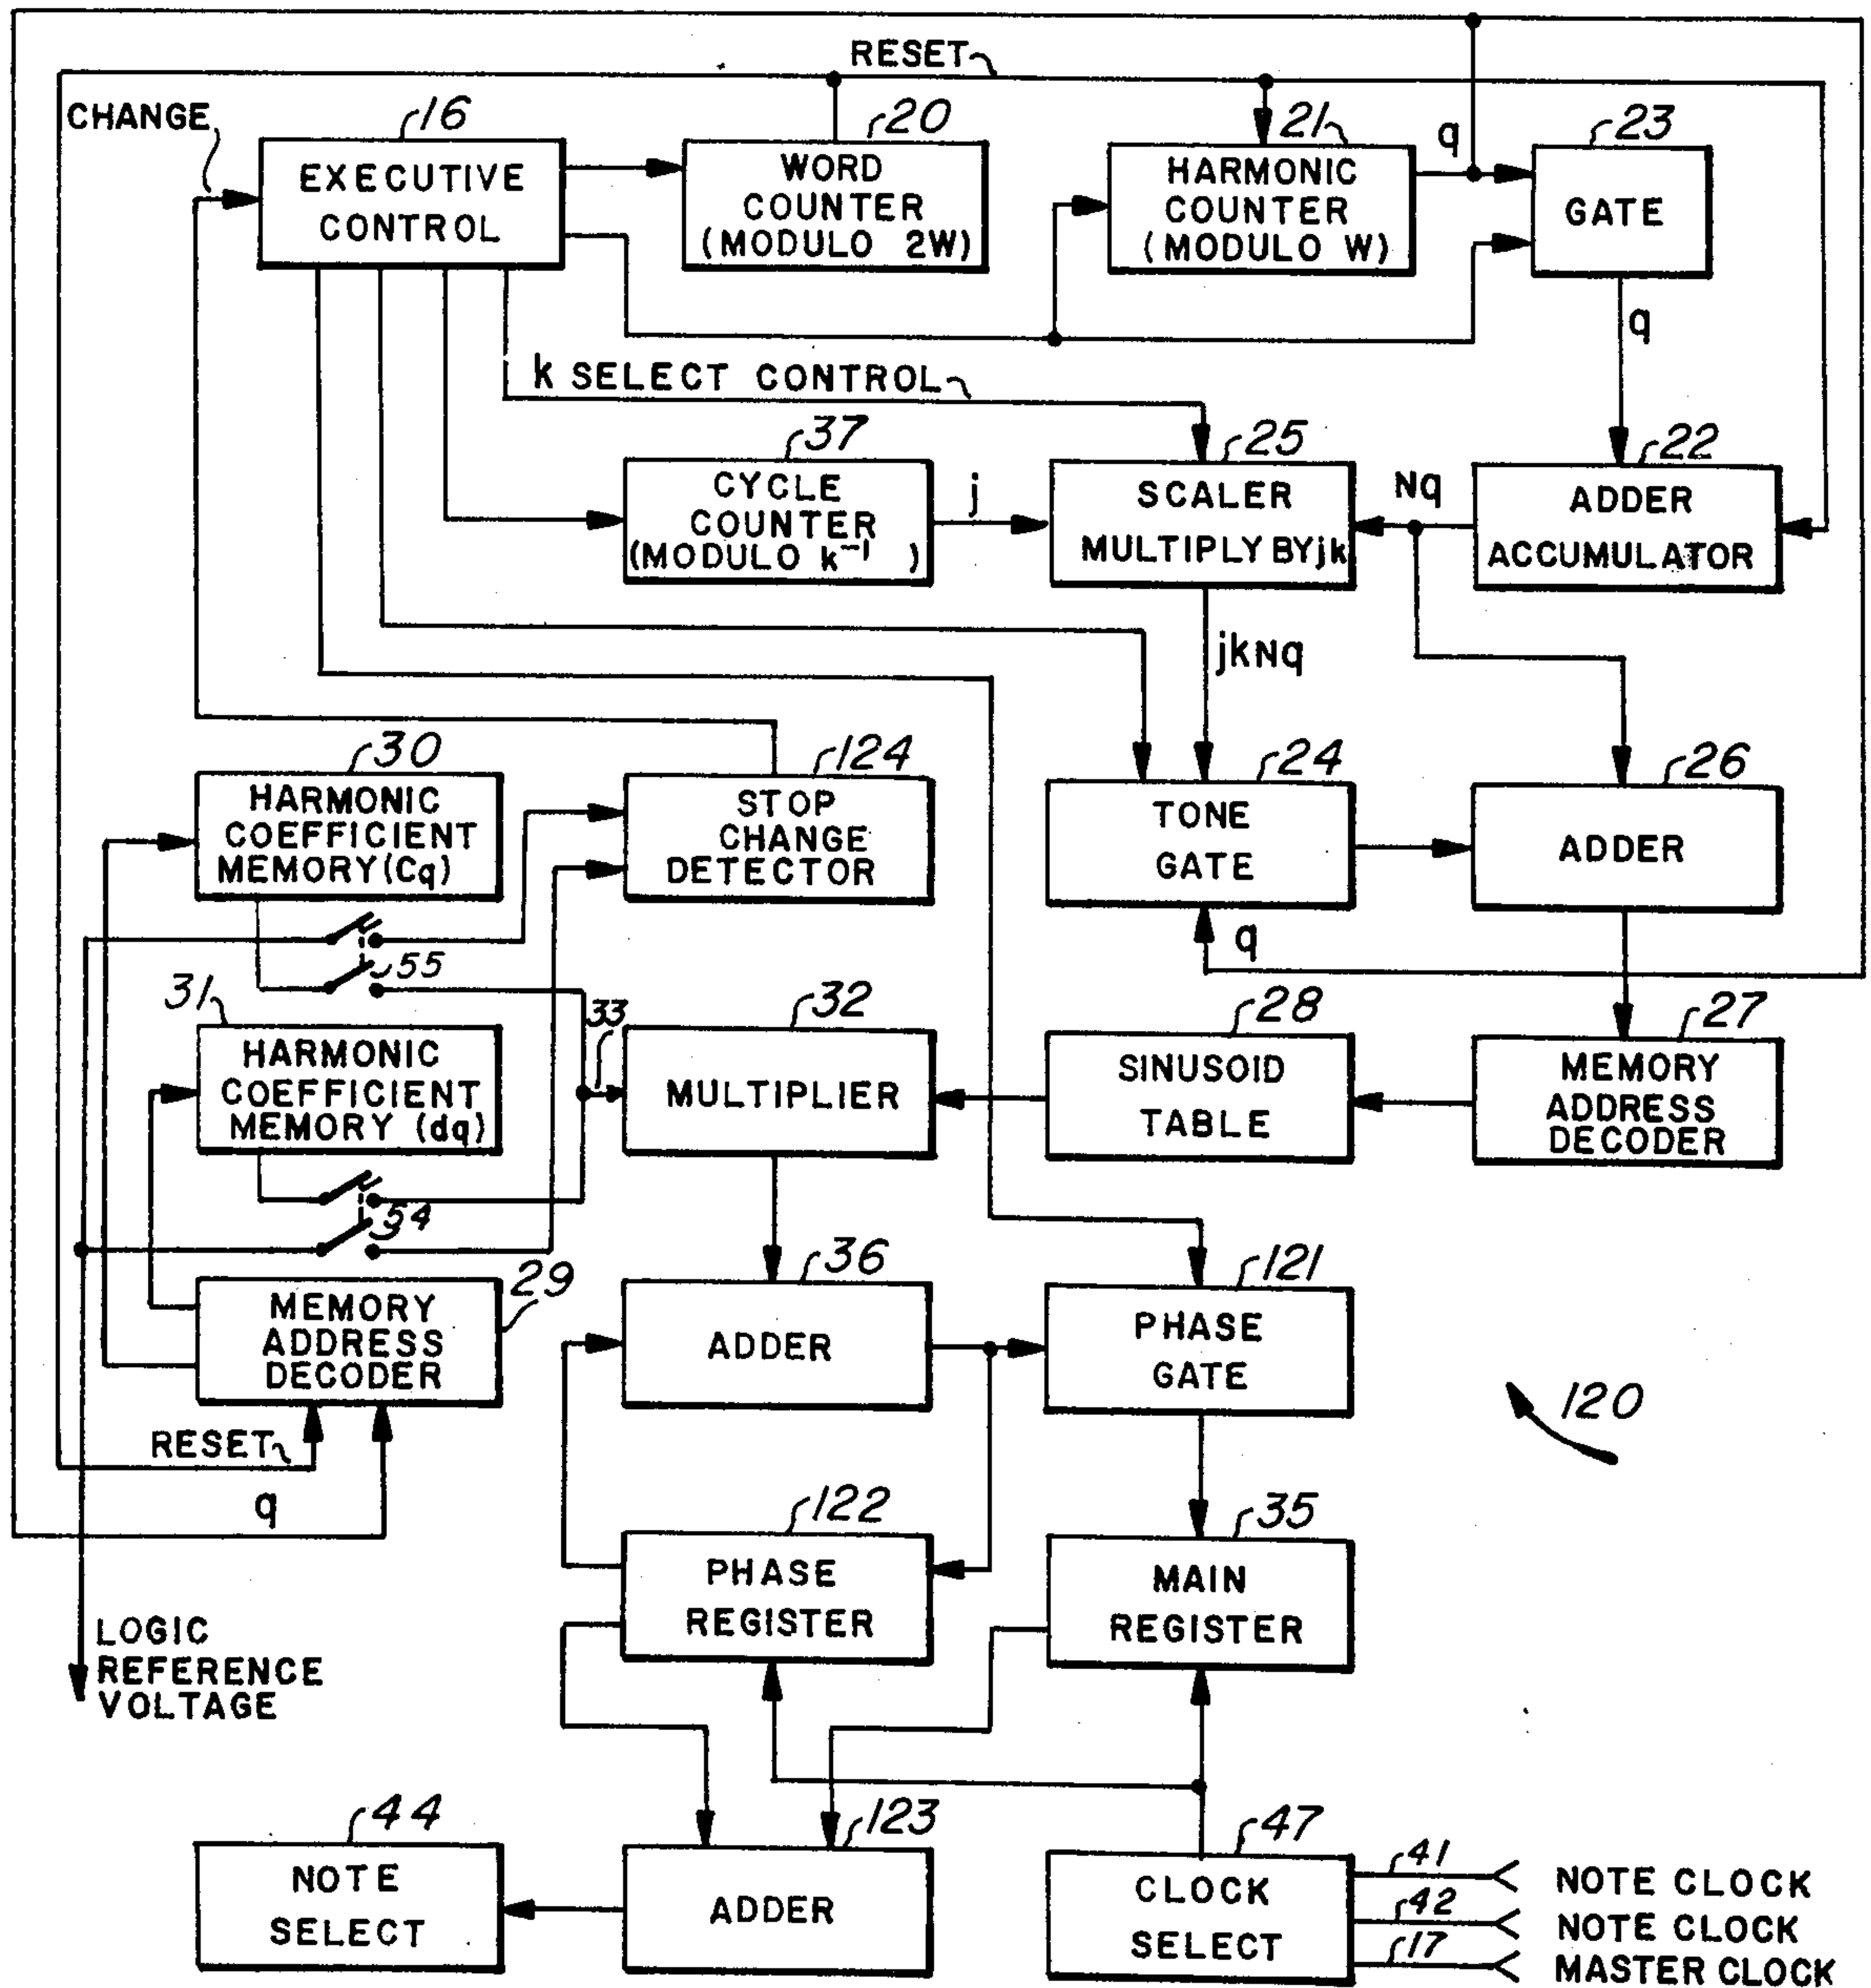 RESET
CHANGE
16
EXECUTIVE
CONTROL
20
WORD
COUNTER
(MODULO 2W)
21
HARMONIC
COUNTER
(MODULO W)
q
23
GATE
q
k SELECT CONTROL
37
CYCLE
COUNTER
(MODULO k⁻¹ )
j
25
SCALER
MULTIPLY BY jk
Nq
22
ADDER
ACCUMULATOR
jkNq
30
HARMONIC
COEFFICIENT
MEMORY (Cq)
124
STOP
CHANGE
DETECTOR
24
TONE
GATE
26
ADDER
q
55
31
HARMONIC
COEFFICIENT
MEMORY (dq)
33
32
MULTIPLIER
28
SINUSOID
TABLE
27
MEMORY
ADDRESS
DECODER
54
29
MEMORY
ADDRESS
DECODER
36
ADDER
121
PHASE
GATE
120
RESET
q
122
PHASE
REGISTER
35
MAIN
REGISTER
LOGIC
REFERENCE
VOLTAGE
44
NOTE
SELECT
123
ADDER
47
CLOCK
SELECT
41
NOTE CLOCK
42
NOTE CLOCK
17
MASTER CLOCK